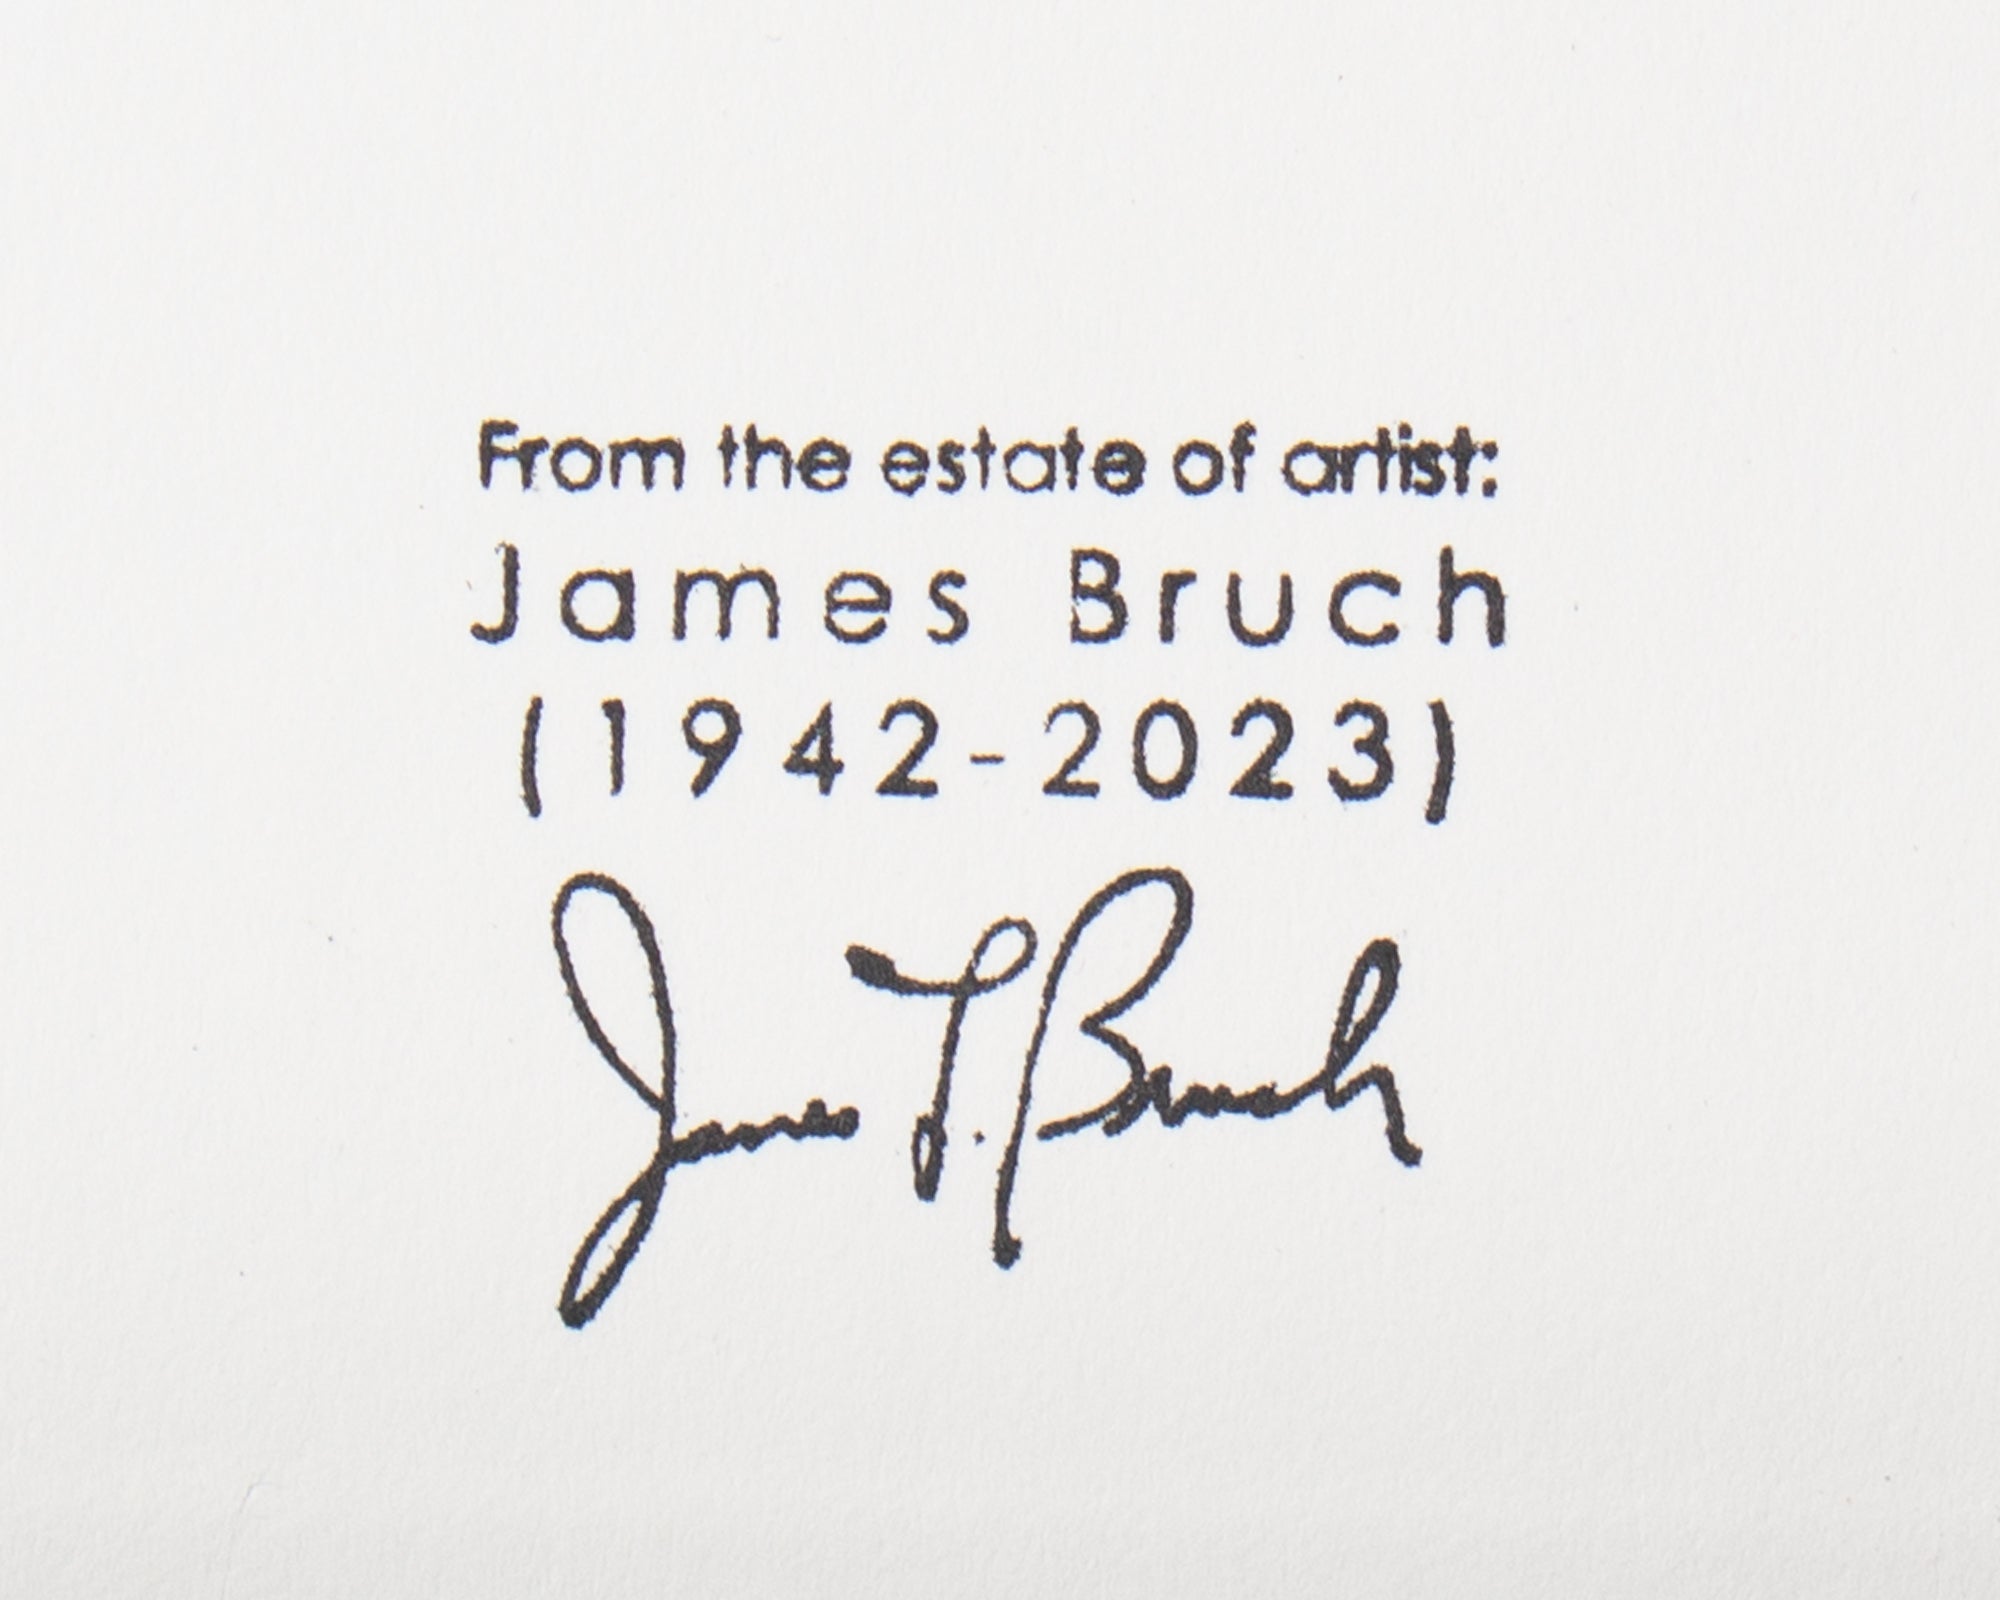 From the estate of artist:
James Bruch
(1942-2023)
James L. Bruch